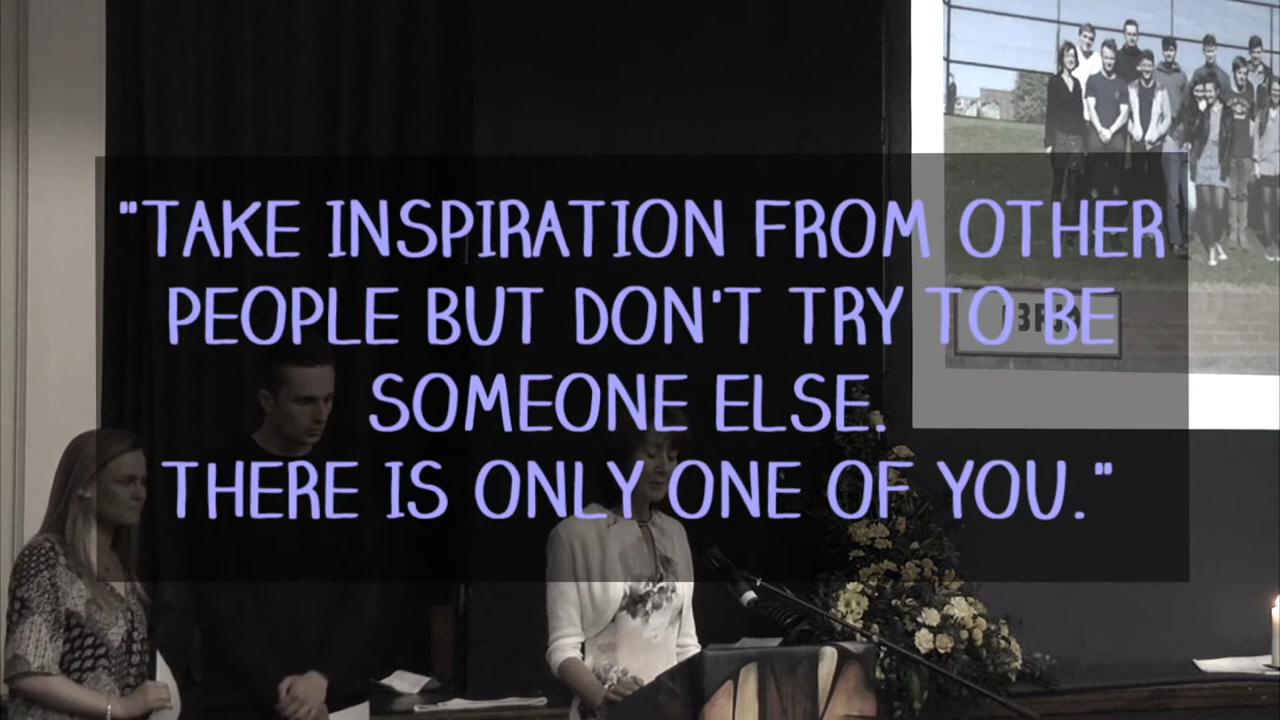 "TAKE INSPIRATION FROM OTHER
PEOPLE BUT DON'T TRY TO BE
SOMEONE ELSE.
THERE IS ONLY ONE OF YOU."